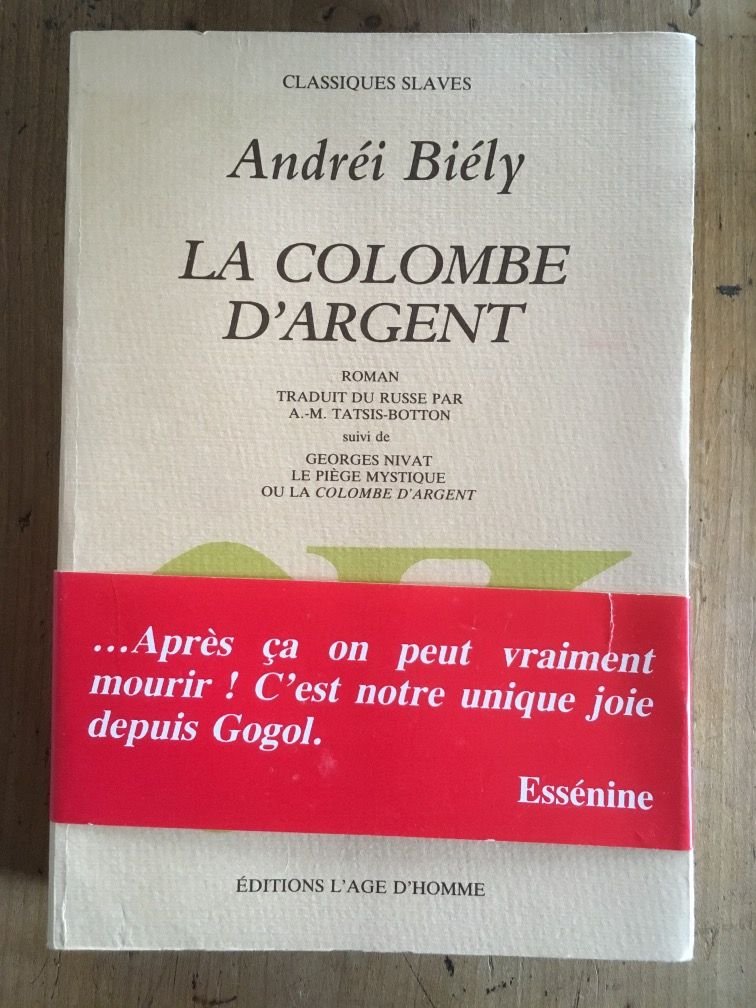 CLASSIQUES SLAVES
Andréi Biély
LA COLOMBE
D'ARGENT
ROMAN
TRADUIT DU RUSSE PAR
A.-M. TATSIS-BOTTON
suivi de
GEORGES NIVAT
LE PIÈGE MYSTIQUE
OU LA COLOMBE D'ARGENT
...Après ça on peut vraiment
mourir ! C'est notre unique joie
depuis Gogol.
Essénine
ÉDITIONS L'AGE D'HOMME